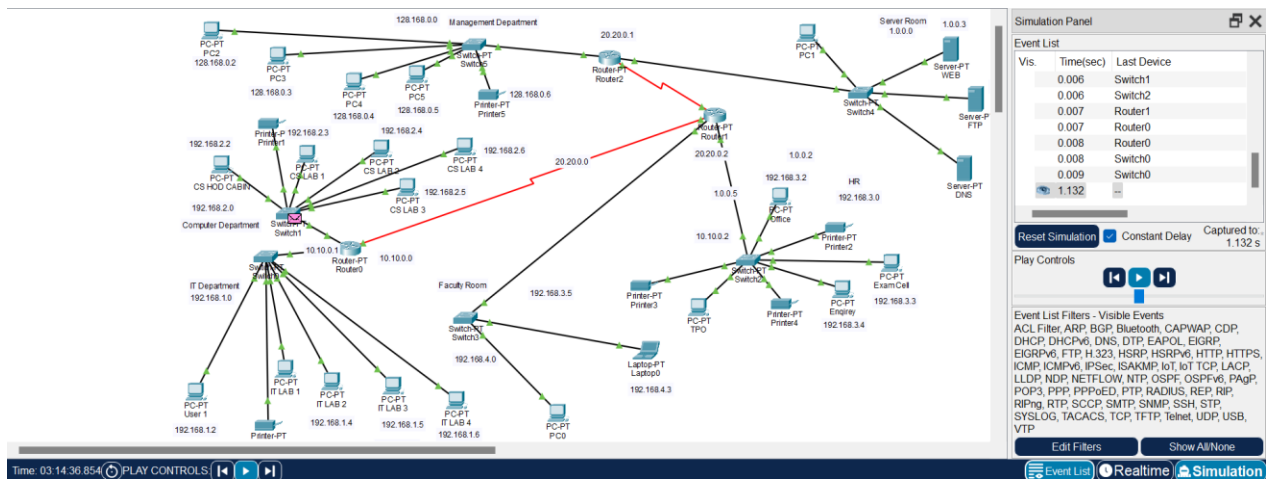 128.168.0.0 Management Department
PC-PT
PC2
128.168.0.2
PC-PT
PC3
128.168.0.3
PC-PT
PC4
128.168.0.4
PC-PT
PC5
128.168.0.5
Switch-PT
Switch5
128.168.0.6
Printer-PT
Printer5
20.20.0.1
Router-PT
Router2
Server Room
1.0.0.0
1.0.0.3
PC-PT
PC1
Server-PT
WEB
Switch-PT
Switch4
Server-P
FTP
Server-PT
DNS
Router-PT
Router1
20.20.0.2
20.20.0.0
192.168.2.2
Printer-P
Printer1
192.168.2.3
192.168.2.4
PC-PT
CS HOD CABIN
PC-PT
CS LAB 1
PC-PT
CS LAB 2
PC-PT
CS LAB 4
192.168.2.6
PC-PT
CS LAB 3
192.168.2.5
192.168.2.0
Computer Department
Switch-PT
Switch1
10.10.0.1
Router-PT
Router0
10.10.0.0
IT Department
192.168.1.0
PC-PT
User 1
192.168.1.2
Printer-PT
PC-PT
IT LAB 1
PC-PT
IT LAB 2
192.168.1.4
PC-PT
IT LAB 3
192.168.1.5
PC-PT
IT LAB 4
192.168.1.6
Faculty Room
192.168.3.5
Switch-PT
Switch3
192.168.4.0
Laptop-PT
Laptop0
192.168.4.3
PC-PT
PC0
1.0.0.2
192.168.3.2
HR
192.168.3.0
1.0.0.5
PC-PT
Office
10.10.0.2
Printer-PT
Printer2
Switch-PT
Switch2
Printer-PT
Printer3
PC-PT
TPO
Printer-PT
Printer4
PC-PT
Enqirey
192.168.3.4
PC-PT
ExamCell
192.168.3.3
Simulation Panel
Event List
Vis. Time(sec) Last Device
0.006 Switch1
0.006 Switch2
0.007 Router1
0.007 Router0
0.008 Router0
0.008 Switch0
0.009 Switch0
1.132 --
Reset Simulation Constant Delay Captured to:
1.132 s
Play Controls
Event List Filters - Visible Events
ACL Filter, ARP, BGP, Bluetooth, CAPWAP, CDP,
DHCP, DHCPv6, DNS, DTP, EAPOL, EIGRP,
EIGRPv6, FTP, H.323, HSRP, HSRPv6, HTTP, HTTPS,
ICMP, ICMPv6, IPSec, ISAKMP, IoT, IoT TCP, LACP,
LLDP, NDP, NETFLOW, NTP, OSPF, OSPFv6, PAgP,
POP3, PPP, PPPoED, PTP, RADIUS, REP, RIP,
RIPng, RTP, SCCP, SMTP, SNMP, SSH, STP,
SYSLOG, TACACS, TCP, TFTP, Telnet, UDP, USB,
VTP
Edit Filters Show All/None
Time: 03:14:36.854 PLAY CONTROLS:
Event List Realtime Simulation